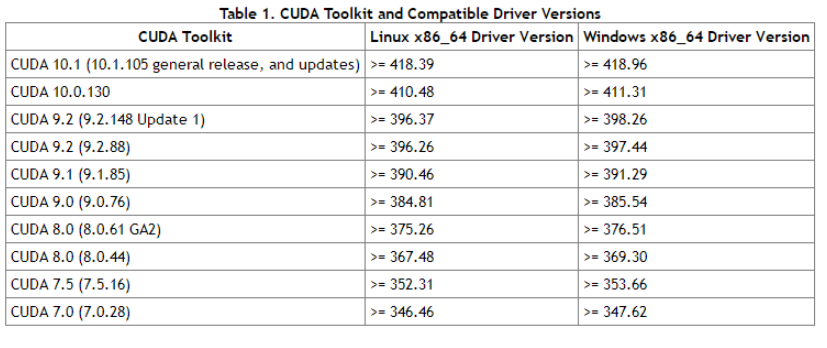 Table 1. CUDA Toolkit and Compatible Driver Versions
CUDA Toolkit Linux x86_64 Driver Version Windows x86_64 Driver Version
CUDA 10.1 (10.1.105 general release, and updates) >= 418.39 >= 418.96
CUDA 10.0.130 >= 410.48 >= 411.31
CUDA 9.2 (9.2.148 Update 1) >= 396.37 >= 398.26
CUDA 9.2 (9.2.88) >= 396.26 >= 397.44
CUDA 9.1 (9.1.85) >= 390.46 >= 391.29
CUDA 9.0 (9.0.76) >= 384.81 >= 385.54
CUDA 8.0 (8.0.61 GA2) >= 375.26 >= 376.51
CUDA 8.0 (8.0.44) >= 367.48 >= 369.30
CUDA 7.5 (7.5.16) >= 352.31 >= 353.66
CUDA 7.0 (7.0.28) >= 346.46 >= 347.62